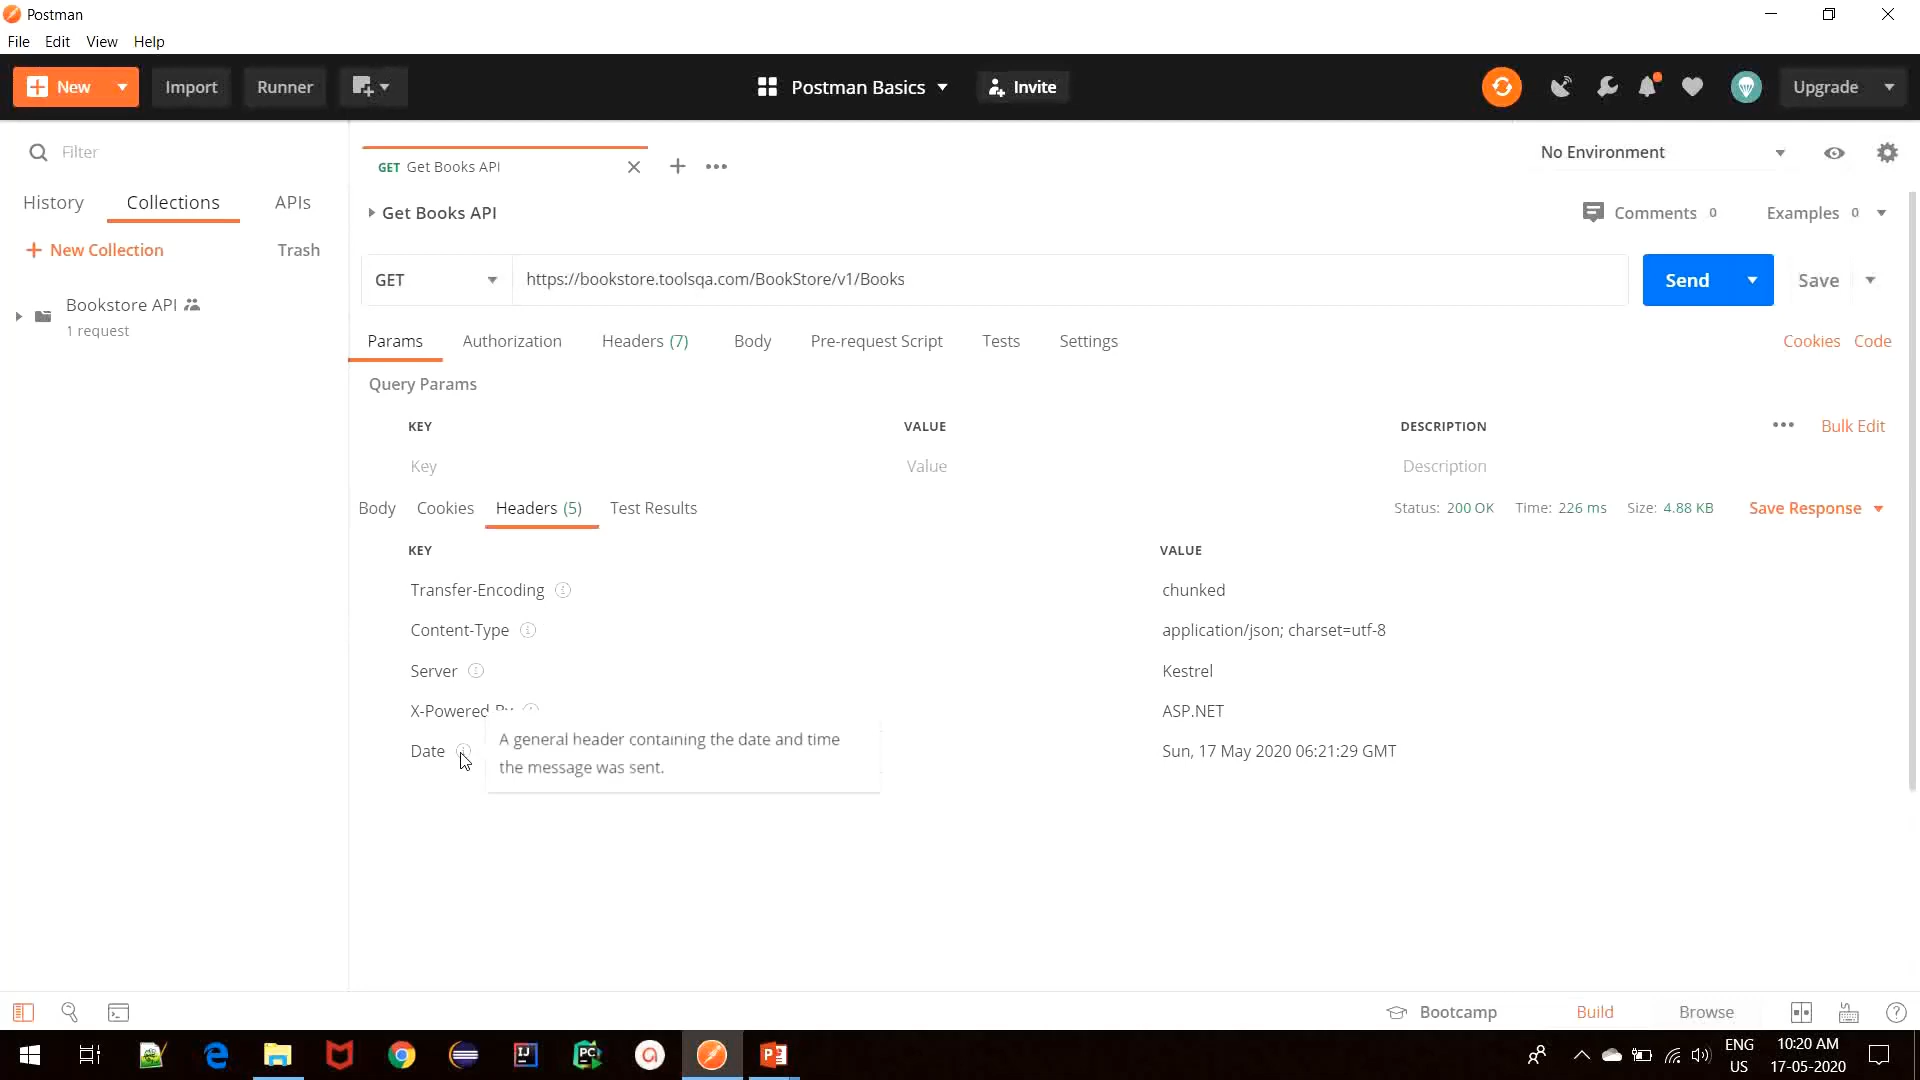 Postman
File Edit View Help
New Import Runner Postman Basics Invite Upgrade
Filter
History Collections APIs
New Collection Trash
Bookstore API
1 request
GET Get Books API
No Environment
Get Books API
Comments 0 Examples 0
GET https://bookstore.toolsqa.com/BookStore/v1/Books Send Save
Params Authorization Headers (7) Body Pre-request Script Tests Settings Cookies Code
Query Params
KEY VALUE DESCRIPTION Bulk Edit
Key Value Description
Body Cookies Headers (5) Test Results Status: 200 OK Time: 226 ms Size: 4.88 KB Save Response
KEY VALUE
Transfer-Encoding chunked
Content-Type application/json; charset=utf-8
Server Kestrel
X-Powered-By ASP.NET
Date Sun, 17 May 2020 06:21:29 GMT
A general header containing the date and time
the message was sent.
Bootcamp Build Browse
ENG
US
10:20 AM
17-05-2020